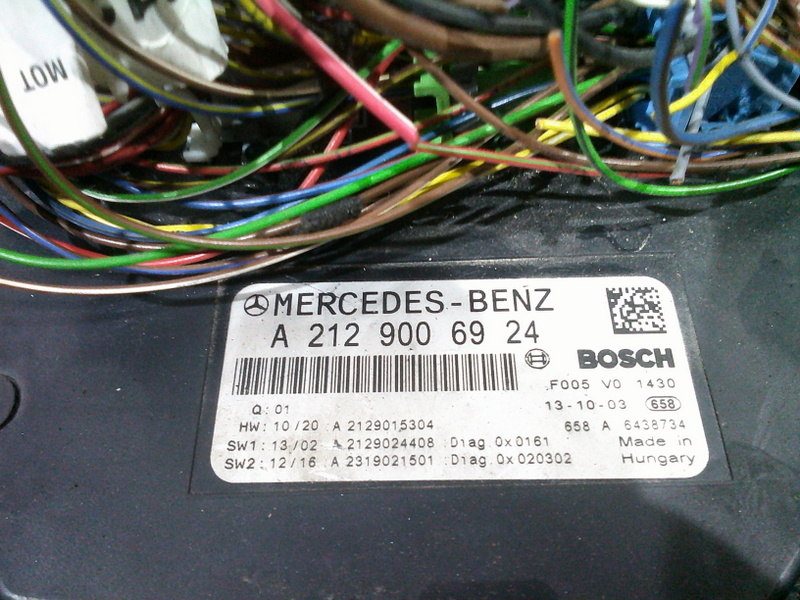 MOT
MERCEDES-BENZ
A 212 900 69 24
BOSCH
F005 V0 1430
Q: 01
13-10-03 658
HW: 10/20 A 2129015304
658 A 6438734
SW1: 13/02 A 2129024408 :Diag.0x0161 Made in
SW2: 12/16 A 2319021501 :Diag.0x020302 Hungary